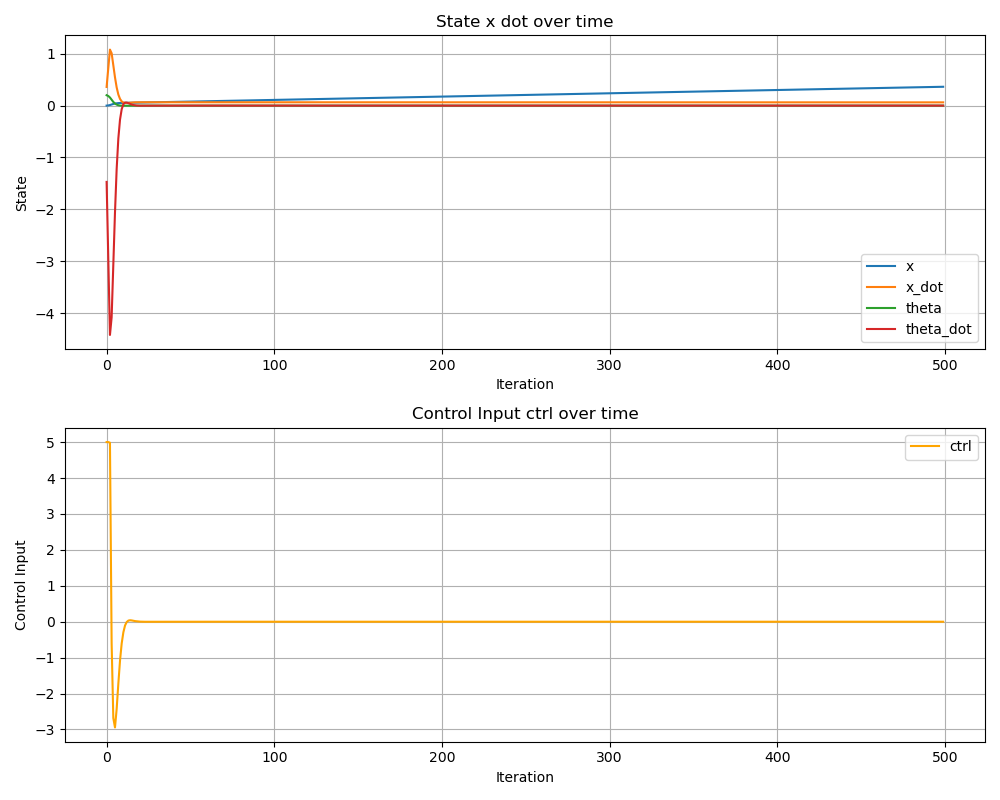 State x dot over time
1
0
−1
−2
−3
−4
State
x
x_dot
theta
theta_dot
0 100 200 300 400 500
Iteration
Control Input ctrl over time
5
4
3
2
1
0
−1
−2
−3
Control Input
ctrl
0 100 200 300 400 500
Iteration